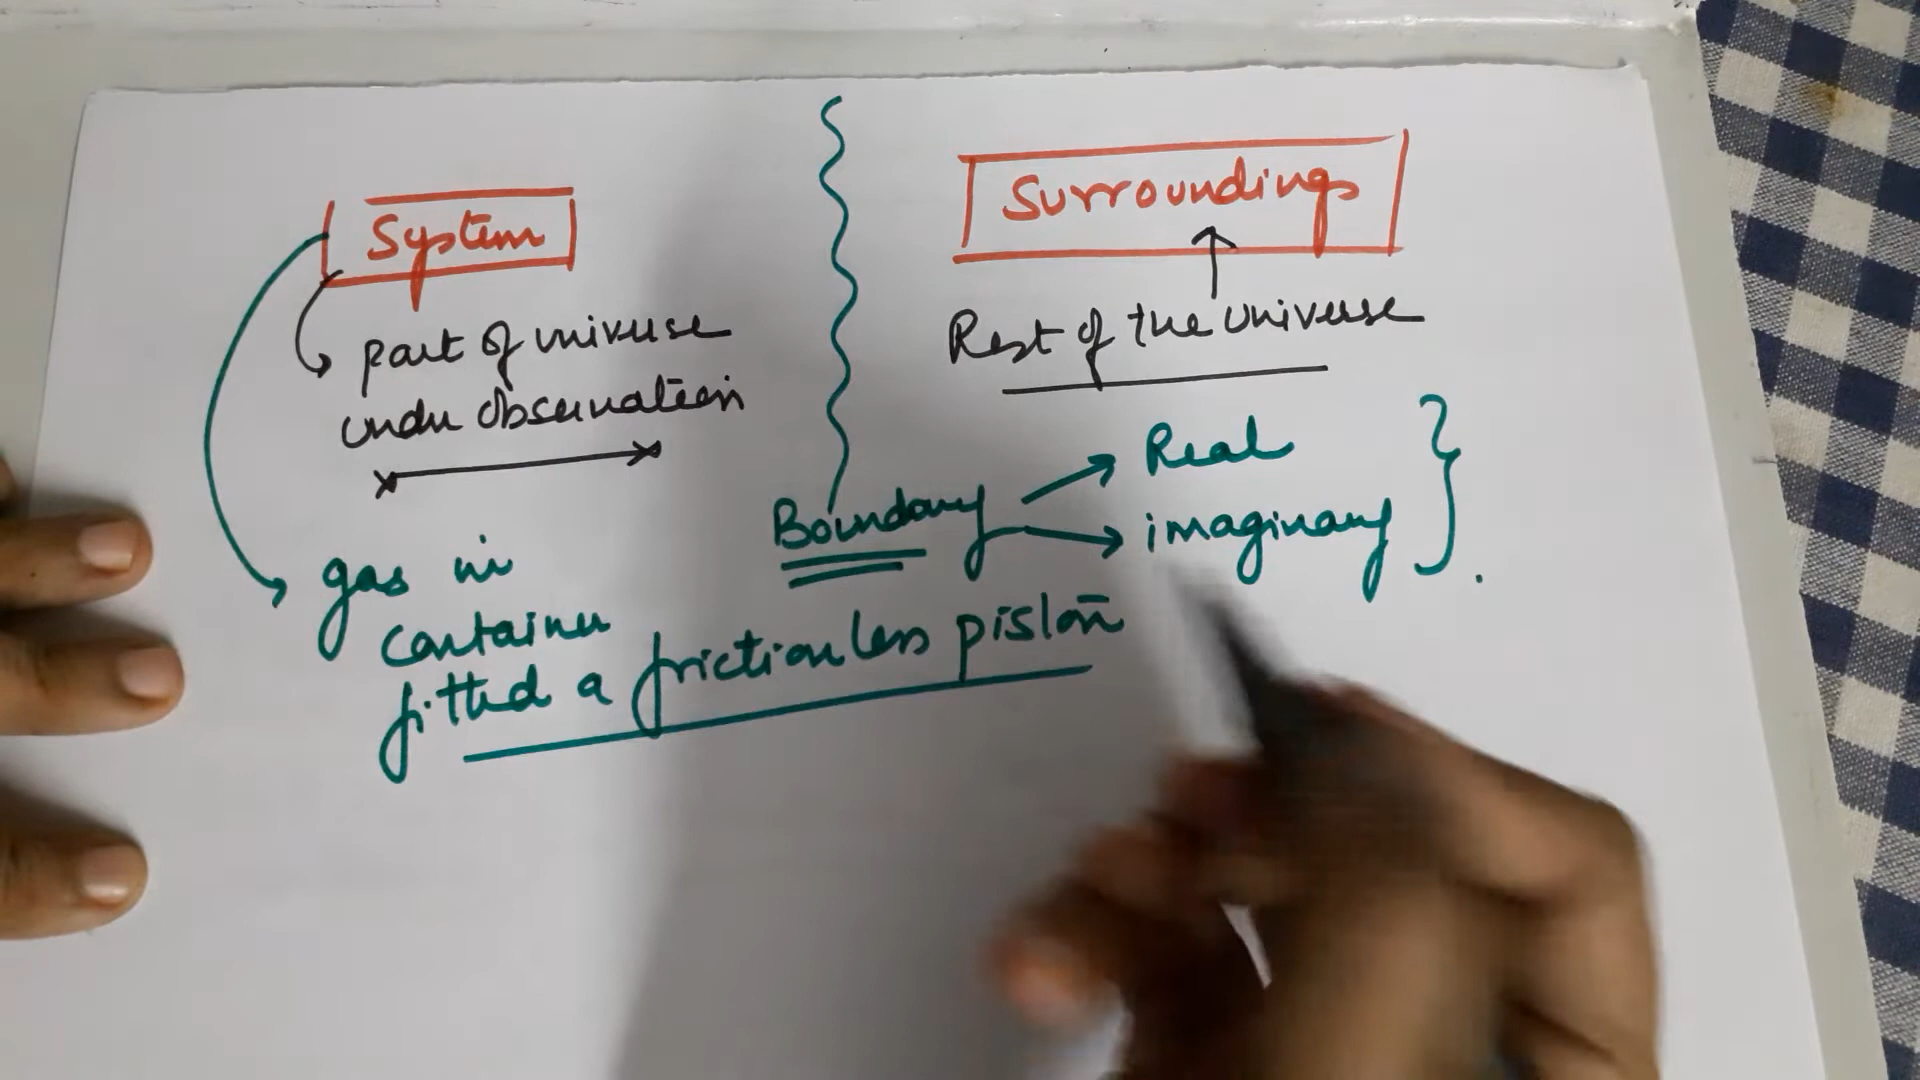 System
part of universe
under observation
Surroundings
Rest of the universe
Boundary
Real
imaginary
gas in
container
fitted a frictionless piston